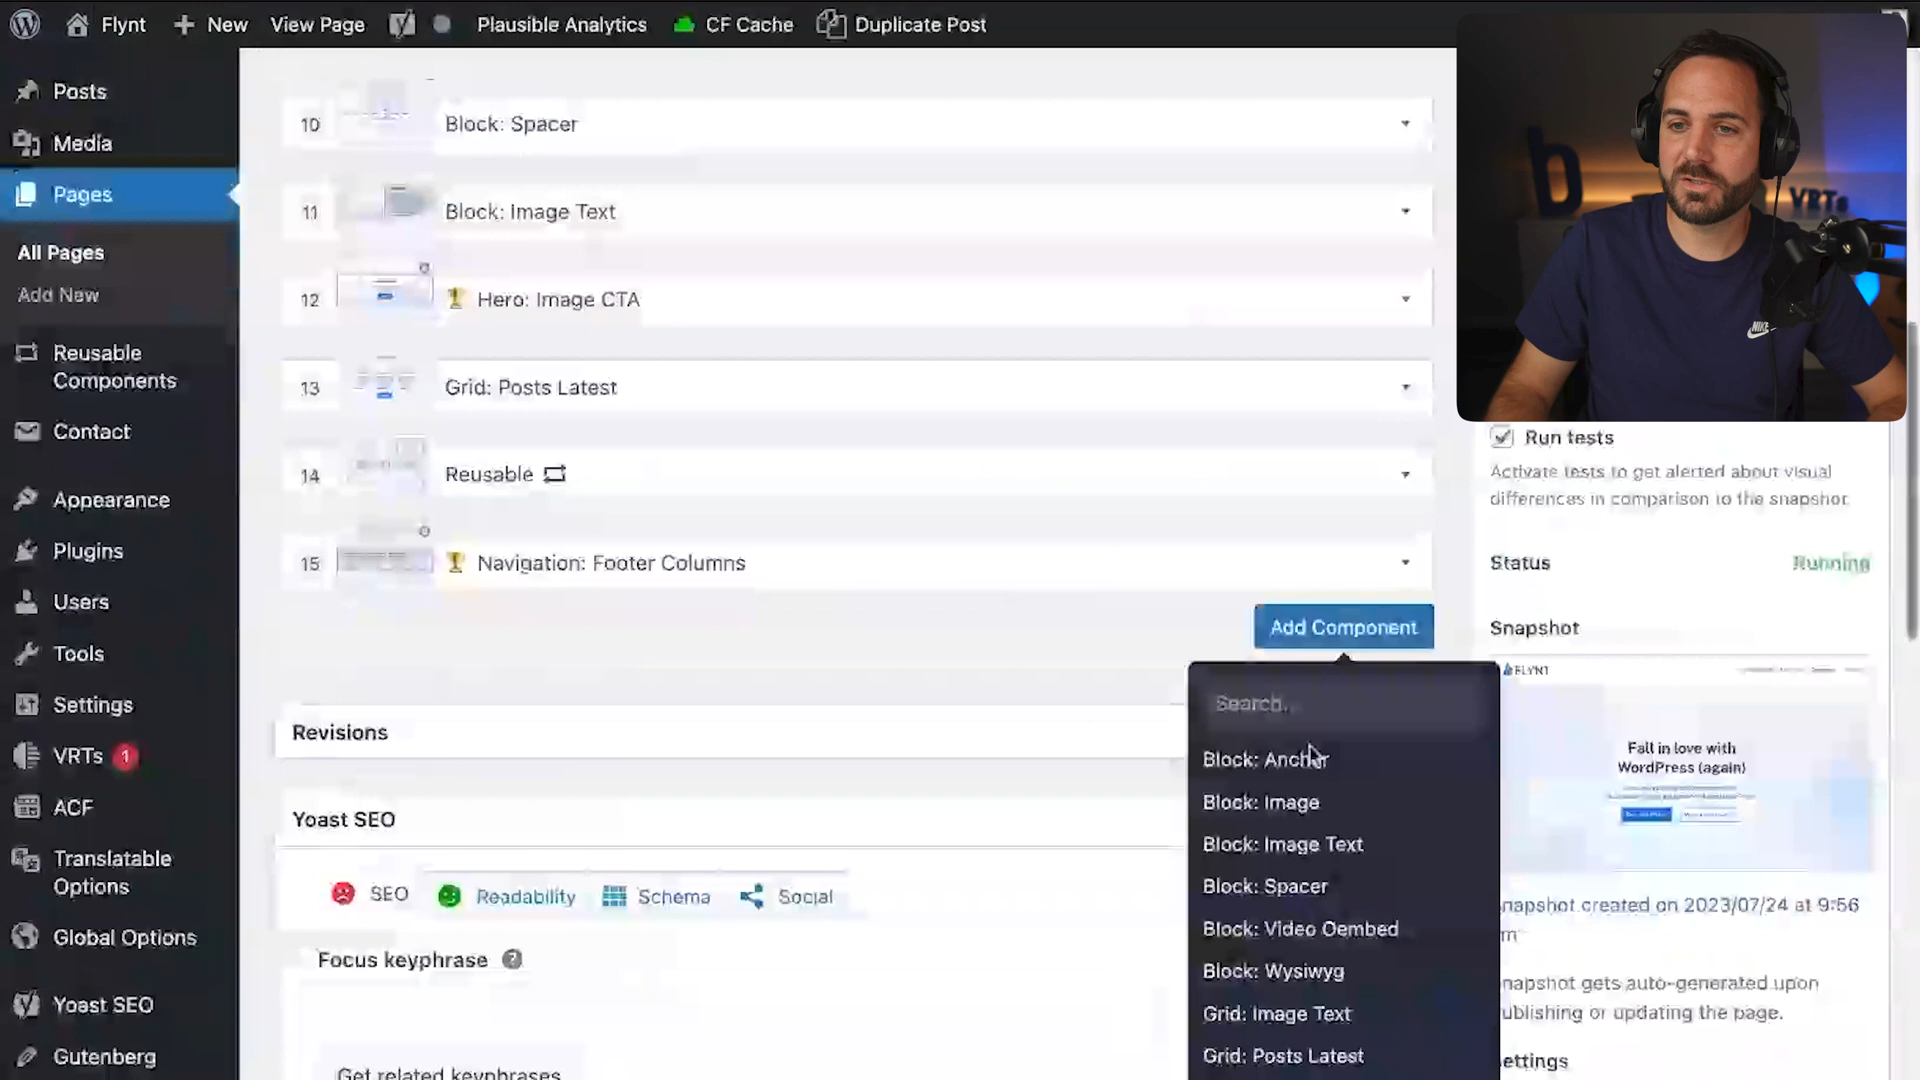 Flynt
New
View Page
Plausible Analytics
CF Cache
Duplicate Post
Posts
Media
Pages
All Pages
Add New
Reusable
Components
Contact
Appearance
Plugins
Users
Tools
Settings
VRTs 1
ACF
Translatable
Options
Global Options
Yoast SEO
Gutenberg
10 Block: Spacer
11 Block: Image Text
12 Hero: Image CTA
13 Grid: Posts Latest
14 Reusable
15 Navigation: Footer Columns
Add Component
Search...
Block: Anchor
Block: Image
Block: Image Text
Block: Spacer
Block: Video Oembed
Block: Wysiwyg
Grid: Image Text
Grid: Posts Latest
Revisions
Yoast SEO
SEO
Readability
Schema
Social
Focus keyphrase ?
Get related keyphrases
b
VRTs
NIKE
Run tests
Activate tests to get alerted about visual
differences in comparison to the snapshot.
Status
Running
Snapshot
FLYNT
Fall in love with
WordPress (again)
napshot created on 2023/07/24 at 9:56
m
napshot gets auto-generated upon
ublishing or updating the page.
ettings